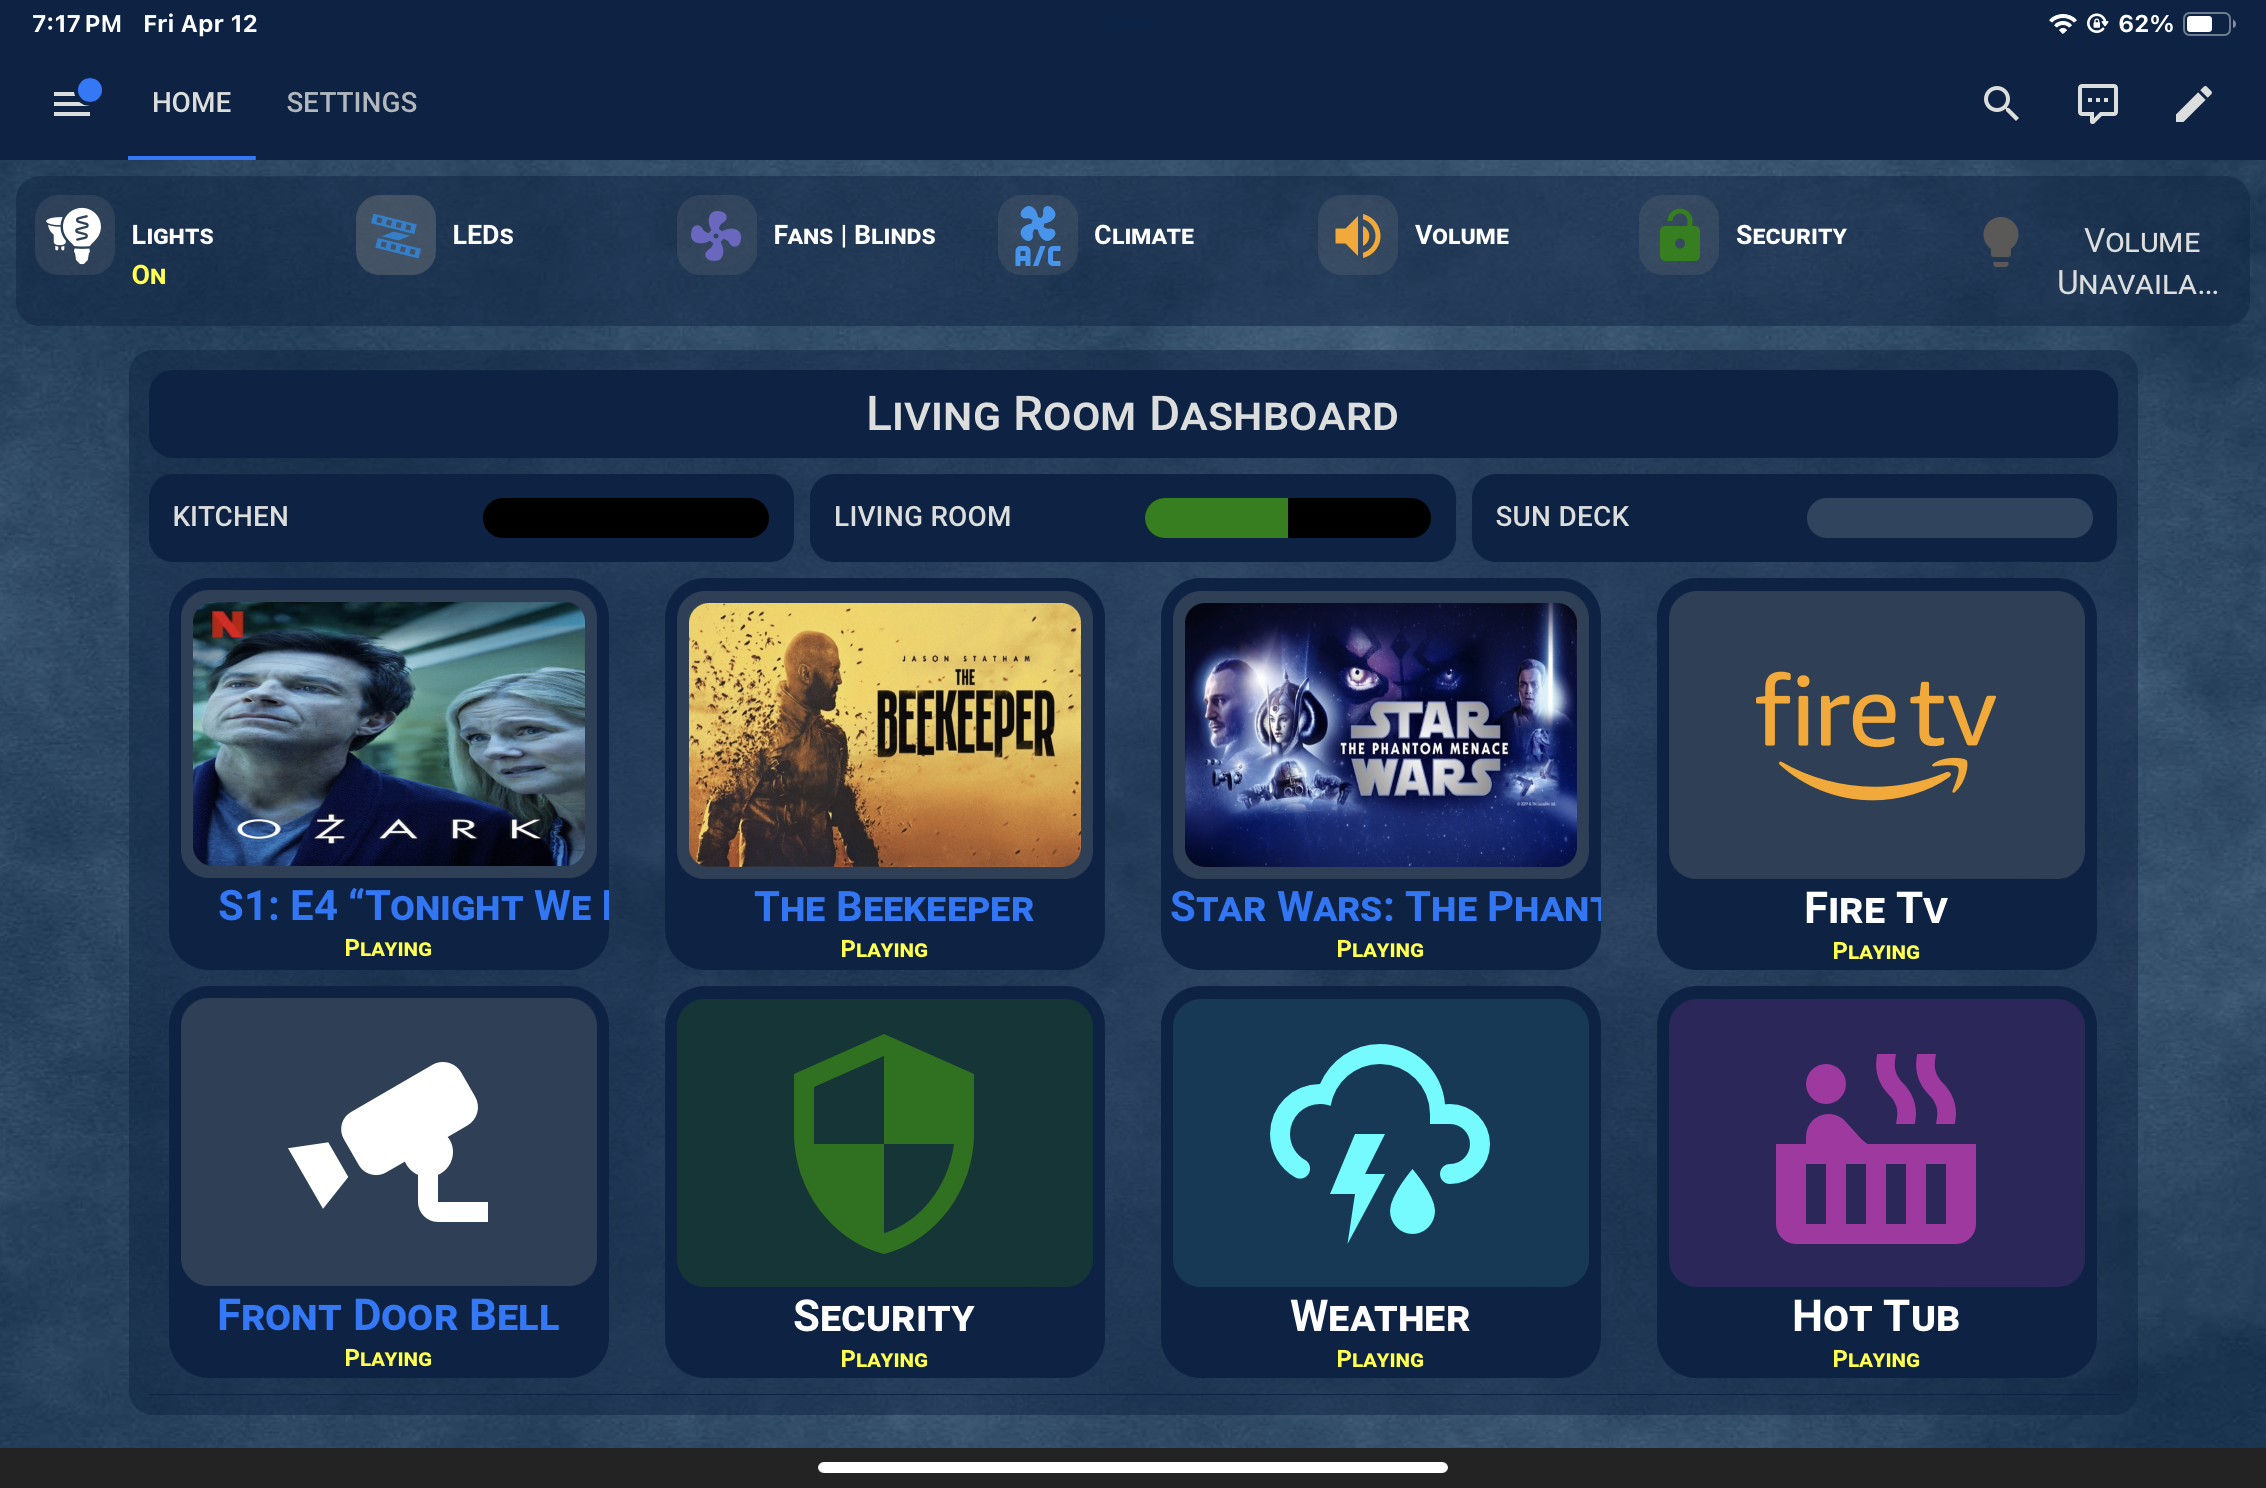 7:17 PM Fri Apr 12
62%
HOME SETTINGS
Lights
On
LEDs
Fans | Blinds
A/C
Climate
Volume
Security
Volume
Unavaila...
Living Room Dashboard
KITCHEN
LIVING ROOM
SUN DECK
N
OZARK
S1: E4 “Tonight We
Playing
JASON STATHAM
THE
BEEKEEPER
The Beekeeper
Playing
STAR
THE PHANTOM MENACE
WARS
Star Wars: The Phant
Playing
fire tv
Fire Tv
Playing
Front Door Bell
Playing
Security
Playing
Weather
Playing
Hot Tub
Playing